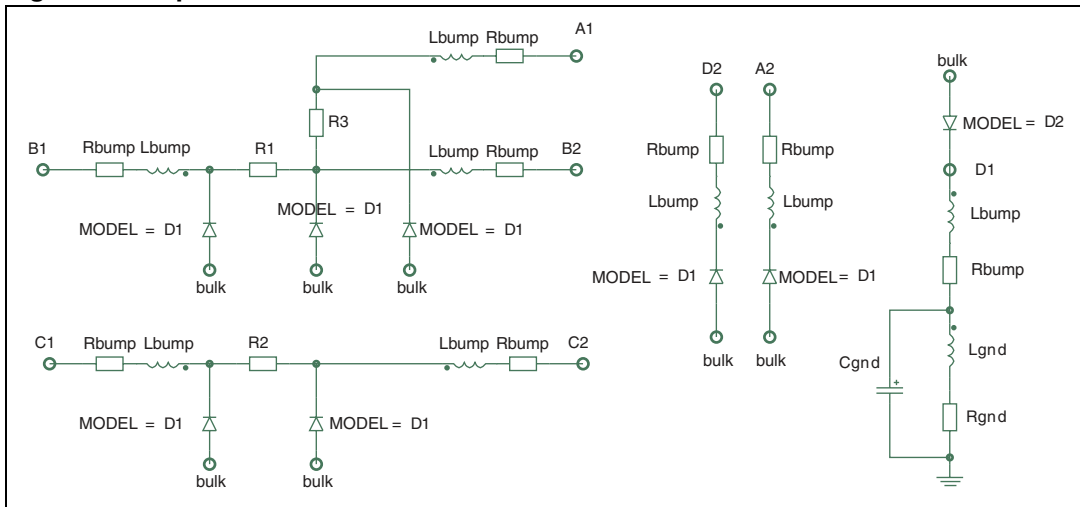 A1
Lbump Rbump
R3
B1
Rbump Lbump
R1
Lbump Rbump
B2
MODEL = D1
MODEL = D1
MODEL = D1
bulk
bulk
bulk
C1
Rbump Lbump
R2
Lbump Rbump
C2
MODEL = D1
MODEL = D1
bulk
bulk
D2
A2
Rbump
Rbump
Lbump
Lbump
MODEL = D1
MODEL = D1
bulk
bulk
bulk
MODEL = D2
D1
Lbump
Rbump
Cgnd
+
Lgnd
Rgnd